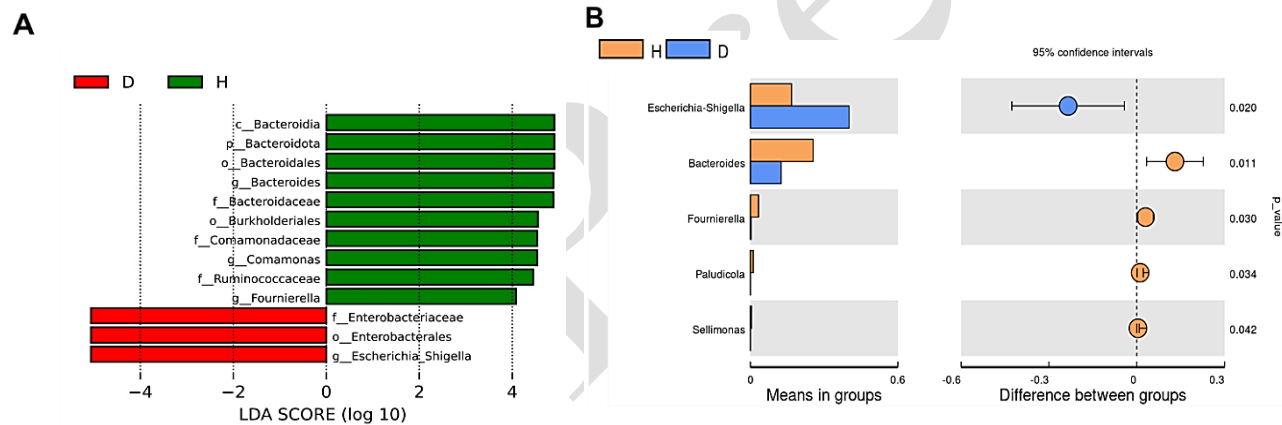 A
D H
c__Bacteroidia
p__Bacteroidota
o__Bacteroidales
g__Bacteroides
f__Bacteroidaceae
o__Burkholderiales
f__Comamonadaceae
g__Comamonas
f__Ruminococcaceae
g__Fournierella
f__Enterobacteriaceae
o__Enterobacterales
g__Escherichia_Shigella
−4 −2 0 2 4
LDA SCORE (log 10)
B
H D
95% confidence intervals
Escherichia-Shigella 0.020
Bacteroides 0.011
Fournierella 0.030
Paludicola 0.034
Sellimonas 0.042
p_value
0 0.6 -0.6 -0.3 0 0.3
Means in groups Difference between groups